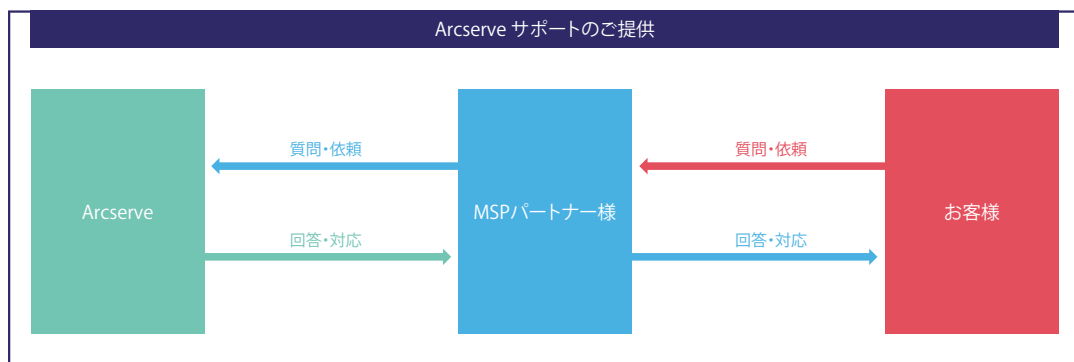 Arcserve サポートのご提供
質問・依頼
質問・依頼
Arcserve
MSPパートナー様
お客様
回答・対応
回答・対応